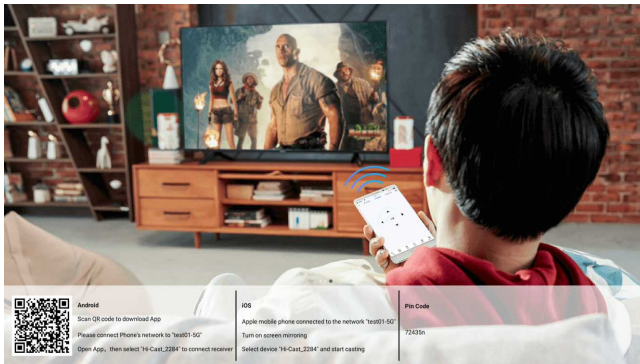 Android
Scan QR code to download App
Please connect Phone's network to "test01-5G"
Open App，then select "Hi-Cast_2284" to connect receiver
iOS
Apple mobile phone connected to the network "test01-5G"
Turn on screen mirroring
Select device "Hi-Cast_2284" and start casting
Pin Code
72435n